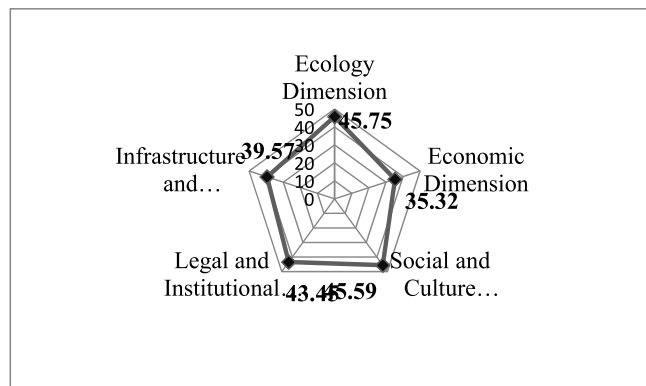 Ecology
Dimension
50
40
30
20
10
0
45.75
Economic
Dimension
35.32
Social and
Culture…
45.59
Legal and
Institutional…
43.45
Infrastructure
and…
39.57